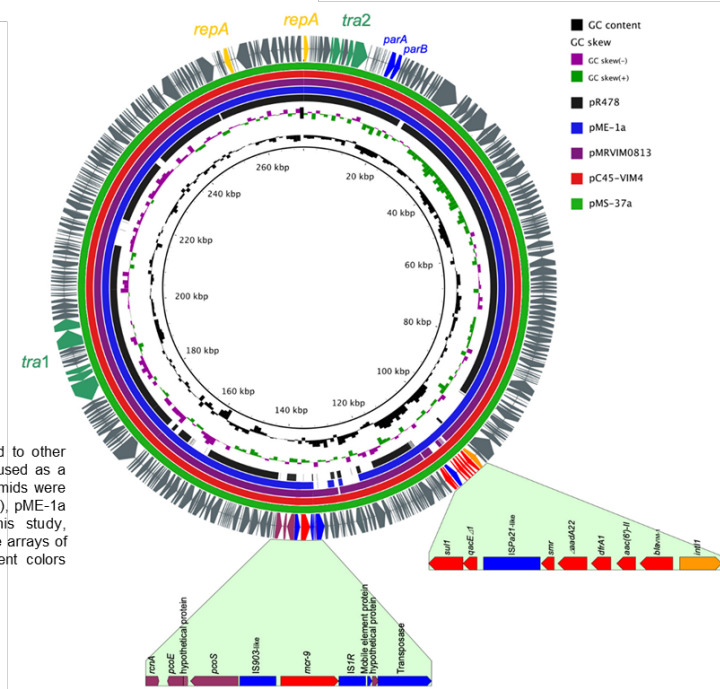 repA
repA
tra2
parA
parB
GC content
GC skew
GC skew(-)
GC skew(+)
pR478
pME-1a
pMRVIM0813
pC45-VIM4
pMS-37a
260 kbp
20 kbp
240 kbp
40 kbp
220 kbp
60 kbp
200 kbp
80 kbp
180 kbp
100 kbp
160 kbp
120 kbp
140 kbp
tra1
d to other
used as a
mids were
), pME-1a
his study,
e arrays of
ent colors
sul1
qacE
ISPa21-like
smr
aadA22
dfrA1
aac(6')-II
intI1
rcnA
pcoE
hypothetical protein
pcoS
IS903-like
mcr-9
IS1R
Mobile element protein
hypothetical protein
Transposase